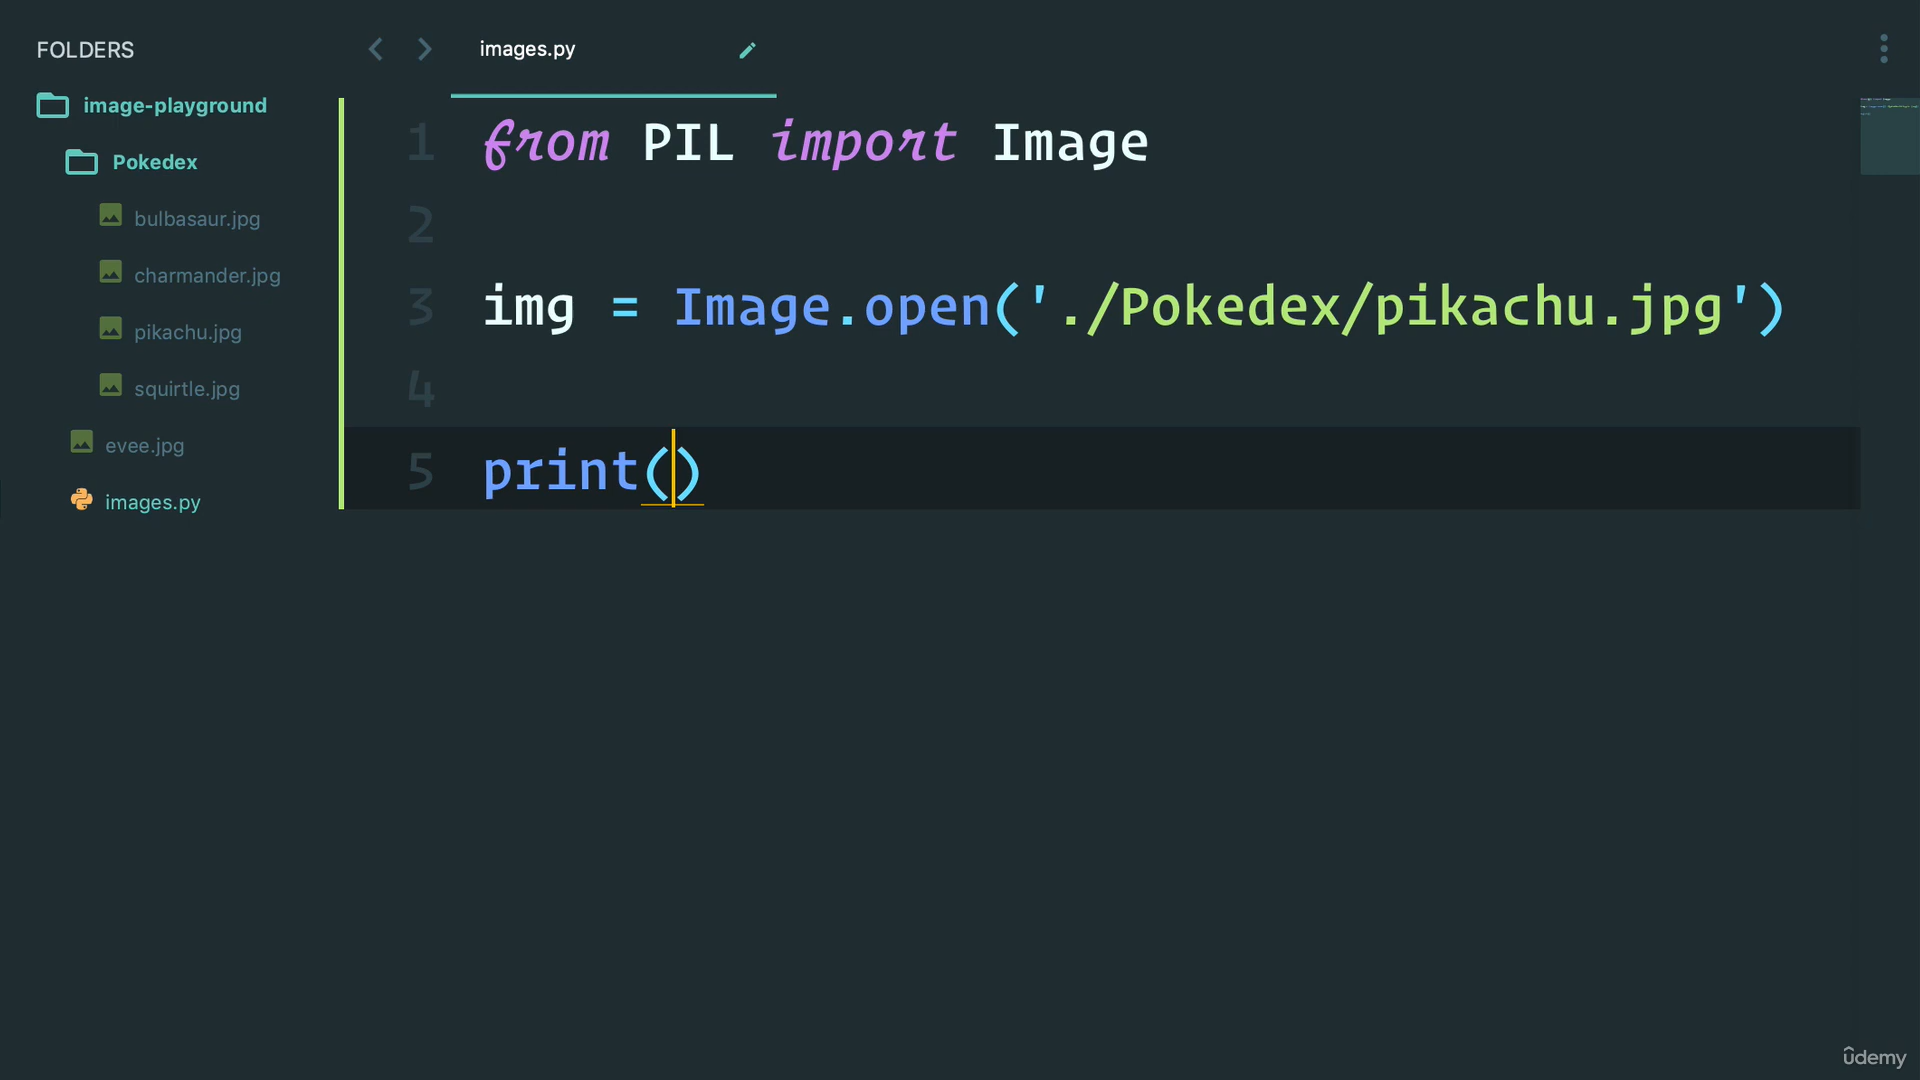 FOLDERS
image-playground
Pokedex
bulbasaur.jpg
charmander.jpg
pikachu.jpg
squirtle.jpg
evee.jpg
images.py
images.py
1 from PIL import Image
2
3 img = Image.open('./Pokedex/pikachu.jpg')
4
5 print()
udemy